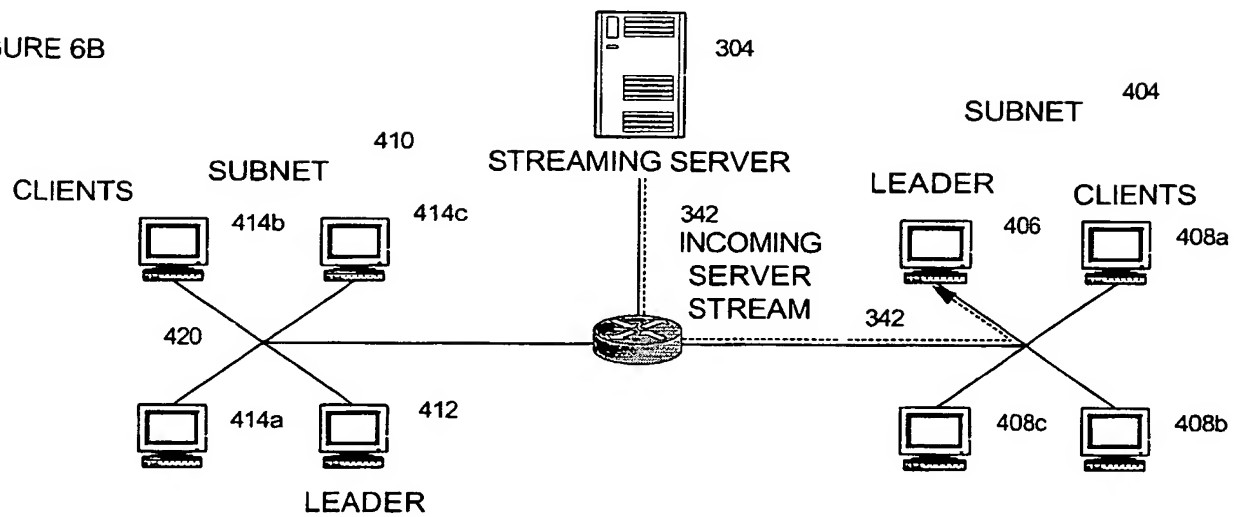 GURE 6B
304
STREAMING SERVER
404
SUBNET
410
SUBNET
CLIENTS
414b
414c
342
INCOMING
SERVER
STREAM
LEADER
406
CLIENTS
408a
420
342
414a
412
LEADER
408c
408b